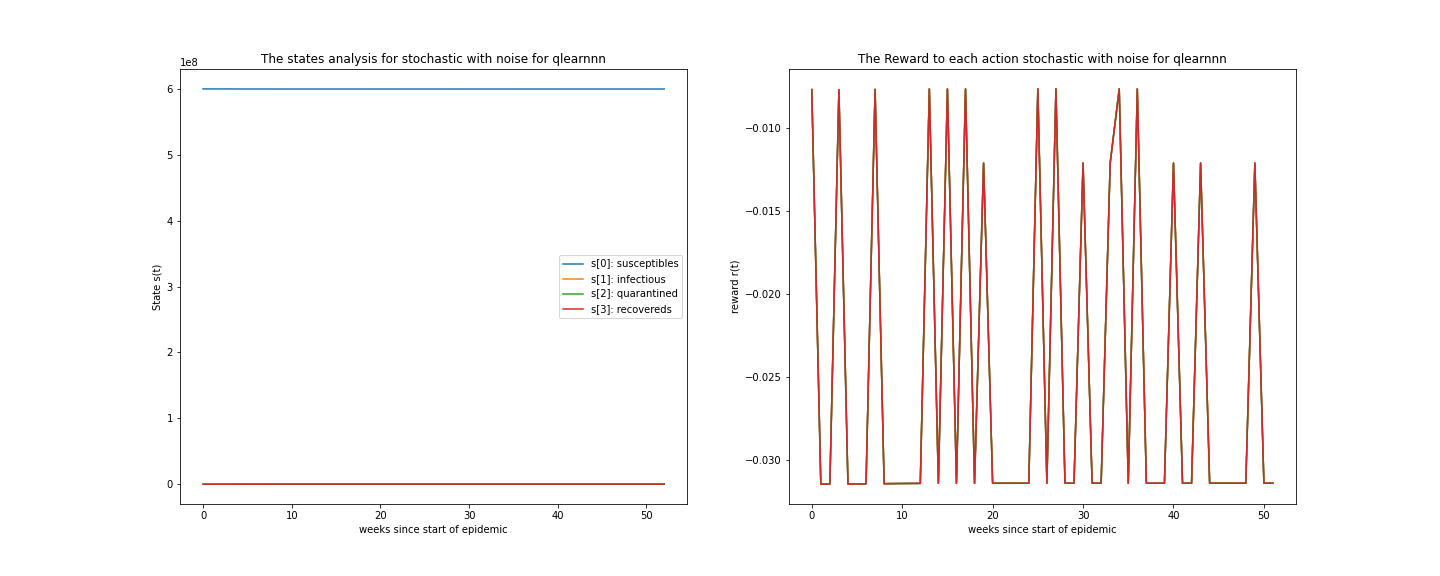 The states analysis for stochastic with noise for qlearnnn
1e8
6
5
4
3
2
1
0
State s(t)
s[0]: susceptibles
s[1]: infectious
s[2]: quarantined
s[3]: recovereds
0 10 20 30 40 50
weeks since start of epidemic
The Reward to each action stochastic with noise for qlearnnn
−0.010
−0.015
−0.020
−0.025
−0.030
reward r(t)
0 10 20 30 40 50
weeks since start of epidemic